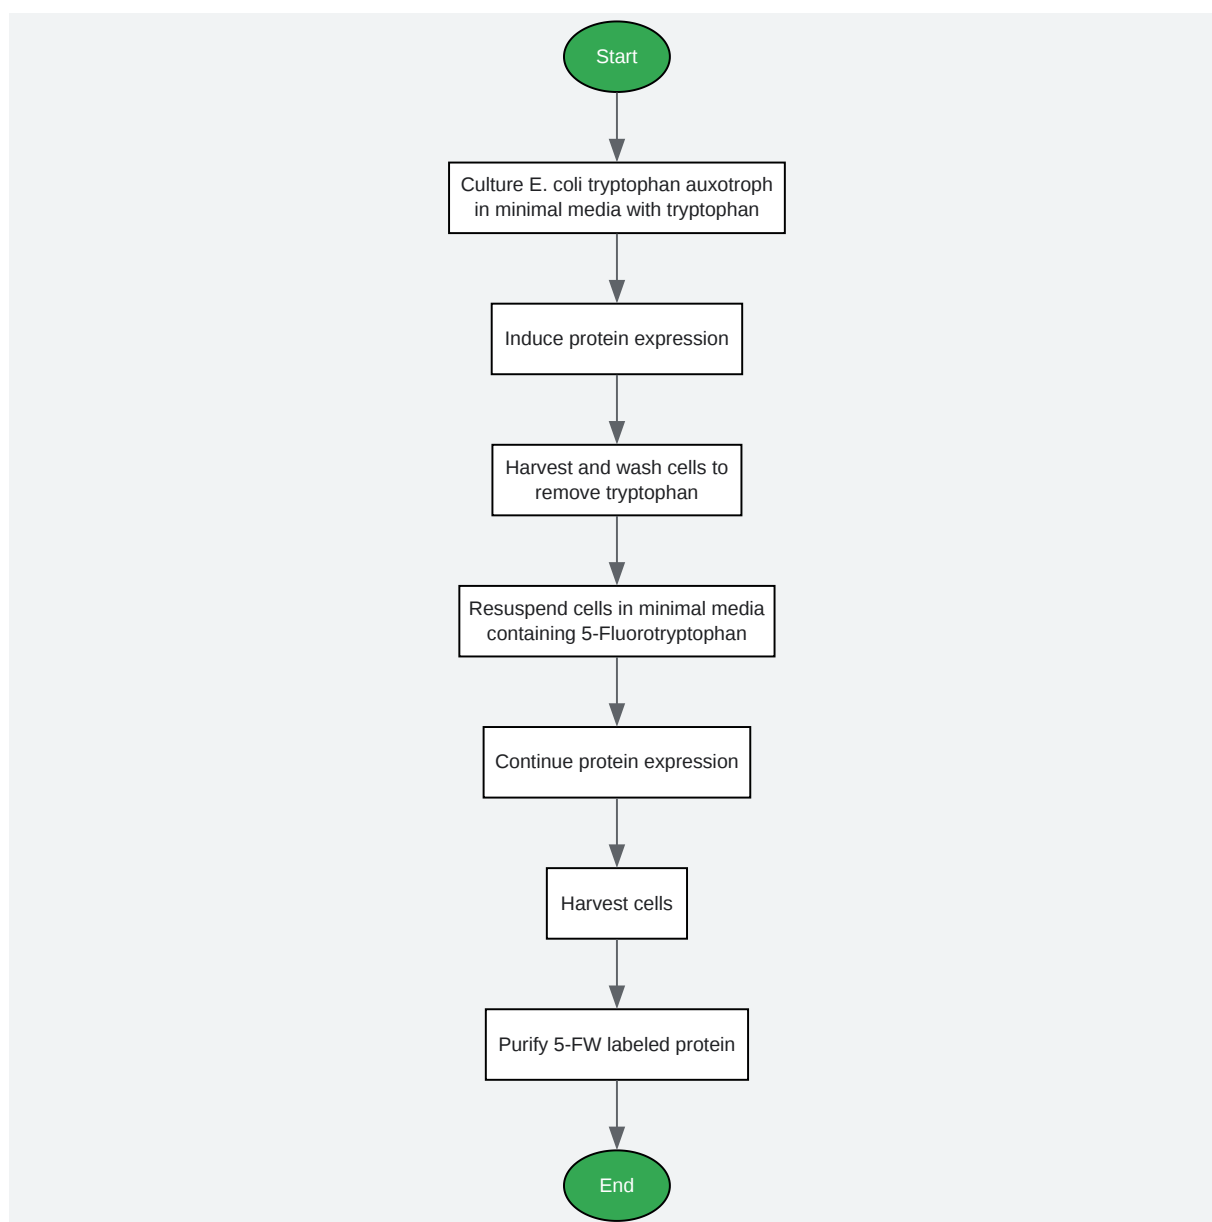 Start
Culture E. coli tryptophan auxotroph
in minimal media with tryptophan
Induce protein expression
Harvest and wash cells to
remove tryptophan
Resuspend cells in minimal media
containing 5-Fluorotryptophan
Continue protein expression
Harvest cells
Purify 5-FW labeled protein
End